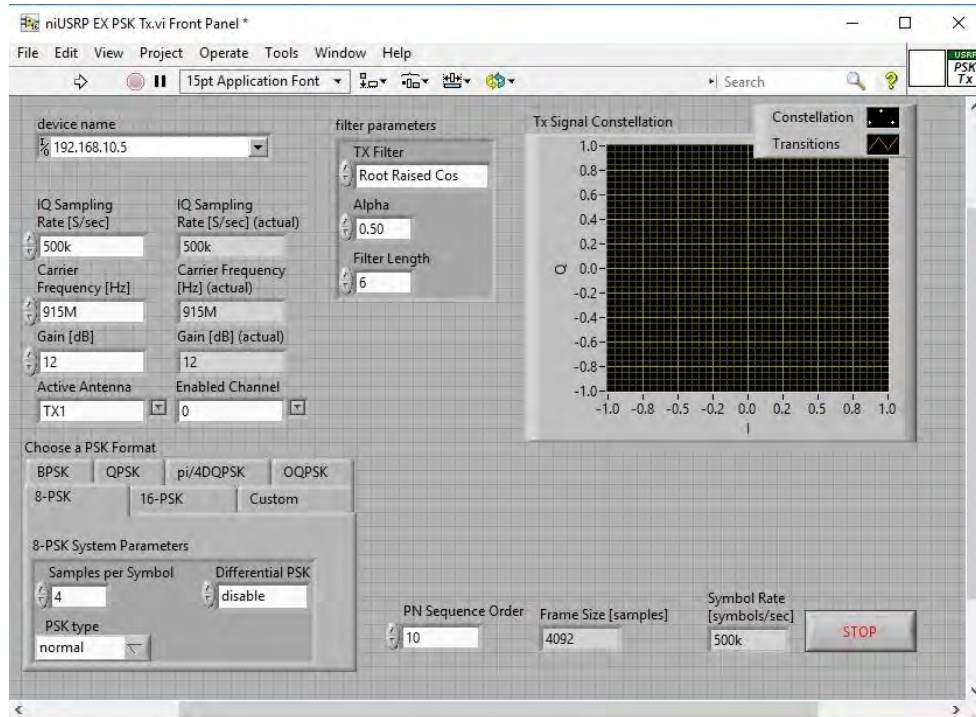 niUSRP EX PSK Tx.vi Front Panel *
File Edit View Project Operate Tools Window Help
15pt Application Font
Search
USRP
PSK
Tx
device name
192.168.10.5
IQ Sampling
Rate [S/sec]
500k
IQ Sampling
Rate [S/sec] (actual)
500k
Carrier
Frequency [Hz]
915M
Carrier Frequency
[Hz] (actual)
915M
Gain [dB]
12
Gain [dB] (actual)
12
Active Antenna
TX1
Enabled Channel
0
filter parameters
TX Filter
Root Raised Cos
Alpha
0.50
Filter Length
6
Tx Signal Constellation
Constellation
Transitions
1.0
0.8
0.6
0.4
0.2
0.0
-0.2
-0.4
-0.6
-0.8
-1.0
Q
-1.0 -0.8 -0.5 -0.2 0.0 0.2 0.5 0.8 1.0
I
Choose a PSK Format
BPSK QPSK pi/4DQPSK OQPSK
8-PSK 16-PSK Custom
8-PSK System Parameters
Samples per Symbol
4
Differential PSK
disable
PSK type
normal
PN Sequence Order
10
Frame Size [samples]
4092
Symbol Rate
[symbols/sec]
500k
STOP